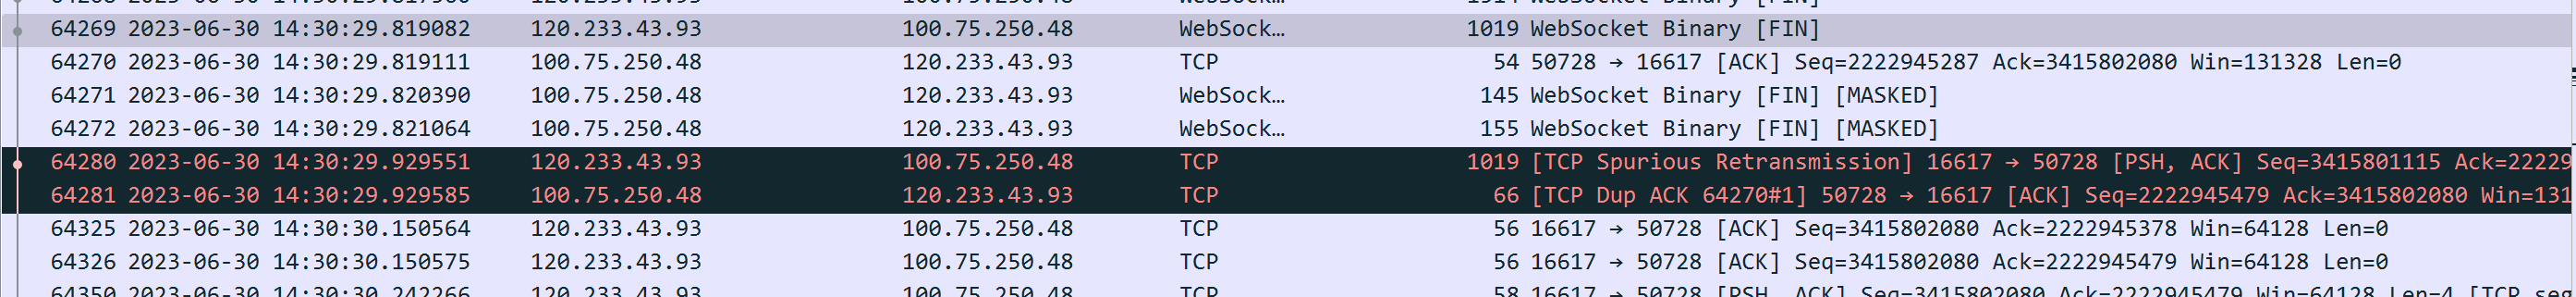 64268 2023-06-30 14:30:29.817986 120.233.43.93 100.75.250.48 WebSock… 1514 WebSocket Binary [FIN]
64269 2023-06-30 14:30:29.819082 120.233.43.93 100.75.250.48 WebSock… 1019 WebSocket Binary [FIN]
64270 2023-06-30 14:30:29.819111 100.75.250.48 120.233.43.93 TCP 54 50728 → 16617 [ACK] Seq=2222945287 Ack=3415802080 Win=131328 Len=0
64271 2023-06-30 14:30:29.820390 100.75.250.48 120.233.43.93 WebSock… 145 WebSocket Binary [FIN] [MASKED]
64272 2023-06-30 14:30:29.821064 100.75.250.48 120.233.43.93 WebSock… 155 WebSocket Binary [FIN] [MASKED]
64280 2023-06-30 14:30:29.929551 120.233.43.93 100.75.250.48 TCP 1019 [TCP Spurious Retransmission] 16617 → 50728 [PSH, ACK] Seq=3415801115 Ack=22229
64281 2023-06-30 14:30:29.929585 100.75.250.48 120.233.43.93 TCP 66 [TCP Dup ACK 64270#1] 50728 → 16617 [ACK] Seq=2222945479 Ack=3415802080 Win=131
64325 2023-06-30 14:30:30.150564 120.233.43.93 100.75.250.48 TCP 56 16617 → 50728 [ACK] Seq=3415802080 Ack=2222945378 Win=64128 Len=0
64326 2023-06-30 14:30:30.150575 120.233.43.93 100.75.250.48 TCP 56 16617 → 50728 [ACK] Seq=3415802080 Ack=2222945479 Win=64128 Len=0
64350 2023-06-30 14:30:30.242266 120.233.43.93 100.75.250.48 TCP 58 16617 → 50728 [PSH, ACK] Seq=3415802080 Ack=2222945479 Win=64128 Len=4 [TCP seg